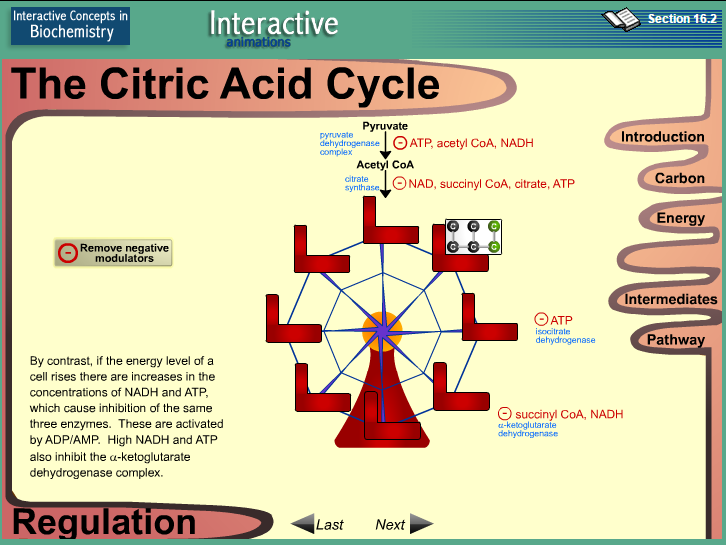 Interactive Concepts in
Biochemistry
Interactive
animations
Section 16.2
The Citric Acid Cycle
Introduction
Carbon
Energy
Intermediates
Pathway
Pyruvate
pyruvate
dehydrogenase
complex
- ATP, acetyl CoA, NADH
Acetyl CoA
citrate
synthase
- NAD, succinyl CoA, citrate, ATP
C C C
C C C
- Remove negative
modulators
- ATP
isocitrate
dehydrogenase
- succinyl CoA, NADH
α-ketoglutarate
dehydrogenase
By contrast, if the energy level of a
cell rises there are increases in the
concentrations of NADH and ATP,
which cause inhibition of the same
three enzymes. These are activated
by ADP/AMP. High NADH and ATP
also inhibit the α-ketoglutarate
dehydrogenase complex.
Regulation
Last Next